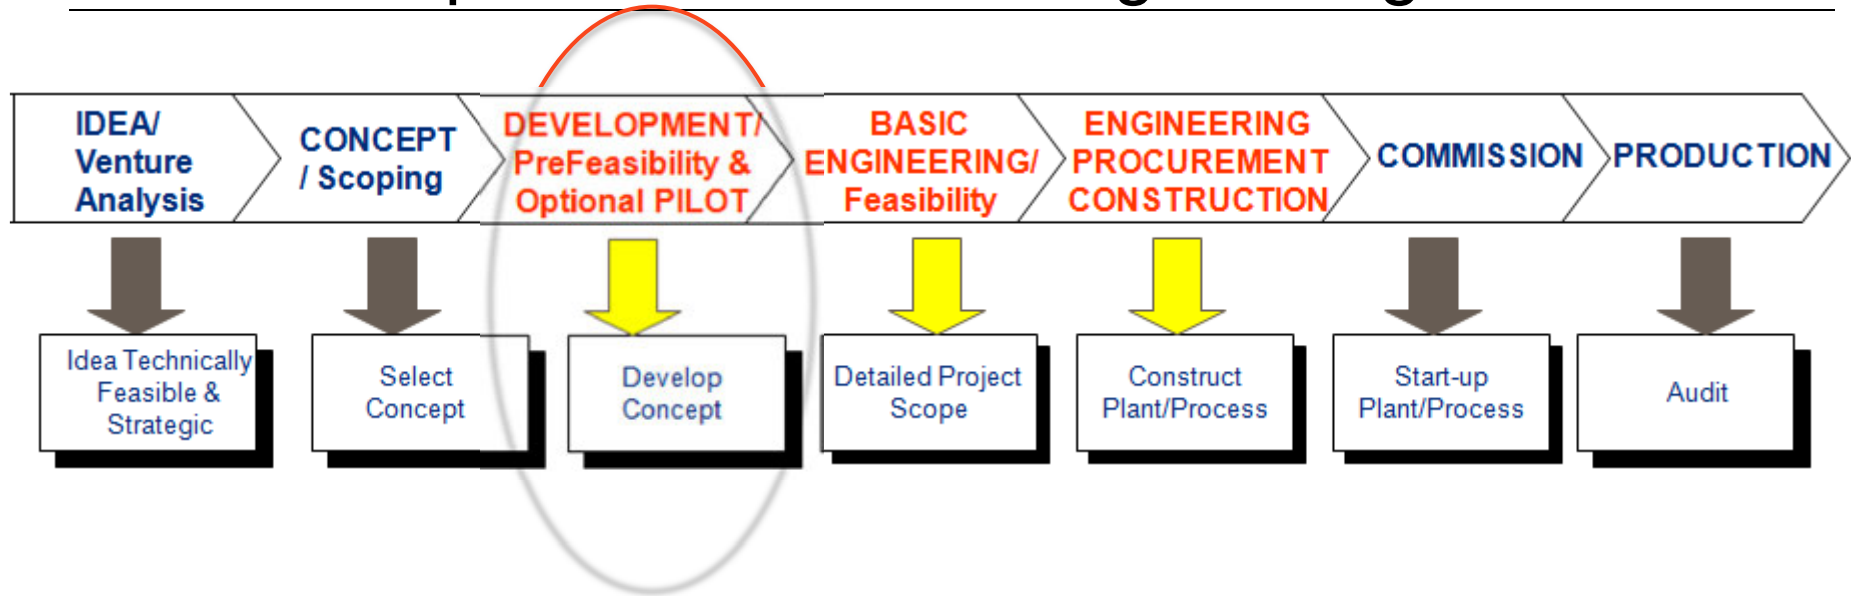 IDEA/
Venture
Analysis
CONCEPT
/ Scoping
DEVELOPMENT/
PreFeasibility &
Optional PILOT
BASIC
ENGINEERING/
Feasibility
ENGINEERING
PROCUREMENT
CONSTRUCTION
COMMISSION
PRODUCTION
Idea Technically
Feasible &
Strategic
Select
Concept
Develop
Concept
Detailed Project
Scope
Construct
Plant/Process
Start-up
Plant/Process
Audit